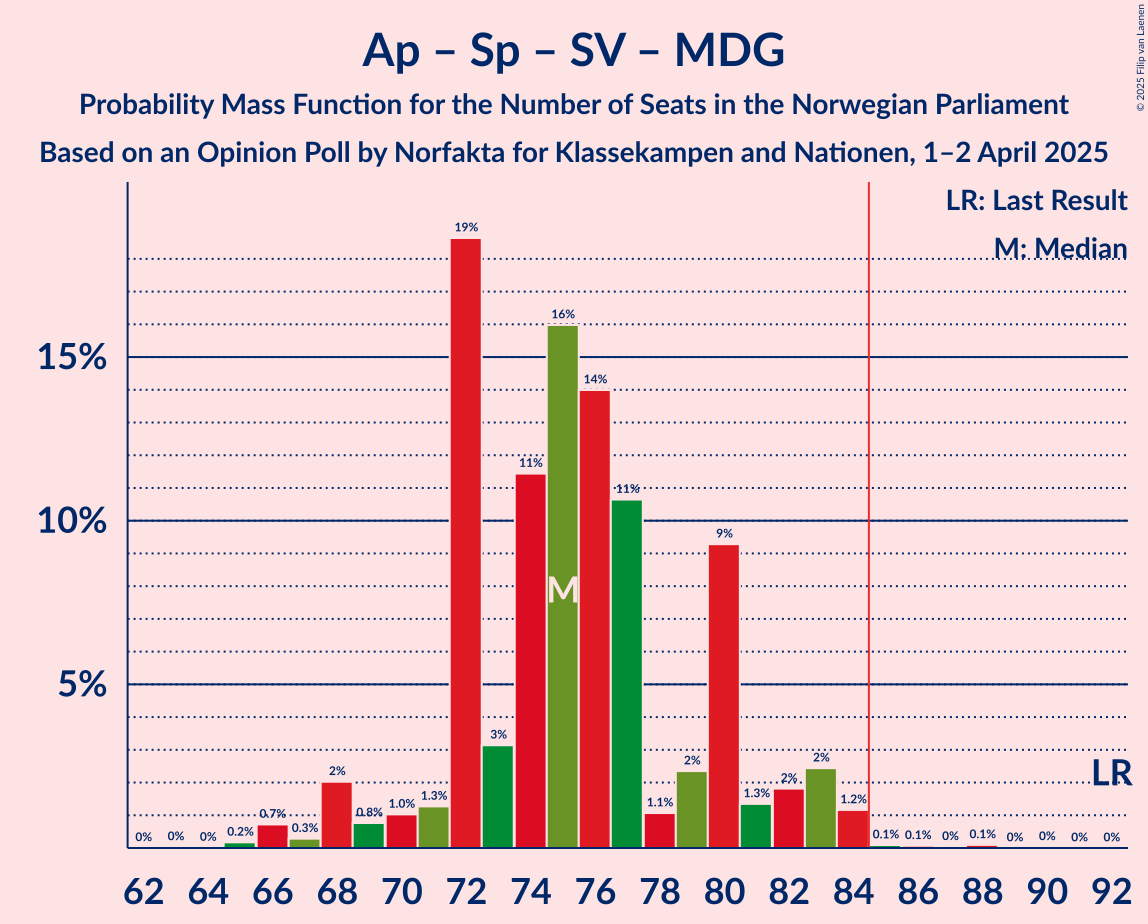 Ap – Sp – SV – MDG
Probability Mass Function for the Number of Seats in the Norwegian Parliament
Based on an Opinion Poll by Norfakta for Klassekampen and Nationen, 1–2 April 2025
© 2025 Filip van Laenen
LR: Last Result
M: Median
15%
10%
5%
0% 0% 0% 0.2% 0.7% 0.3% 2% 0.8% 1.0% 1.3% 19% 3% 11% 16% 14% 11% 1.1% 2% 9% 1.3% 2% 2% 1.2% 0.1% 0.1% 0% 0.1% 0% 0% 0% 0%
M
LR
62 64 66 68 70 72 74 76 78 80 82 84 86 88 90 92